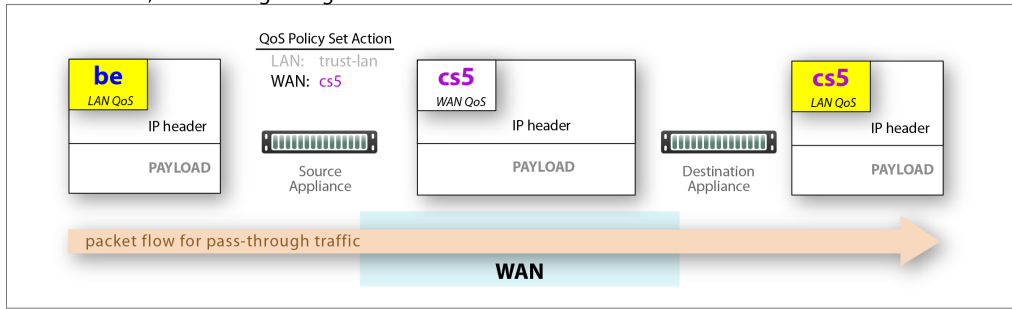 QoS Policy Set Action
LAN: trust-lan
WAN: cs5
be
LAN QoS
IP header
PAYLOAD
Source
Appliance
cs5
WAN QoS
IP header
PAYLOAD
Destination
Appliance
cs5
LAN QoS
IP header
PAYLOAD
packet flow for pass-through traffic
WAN